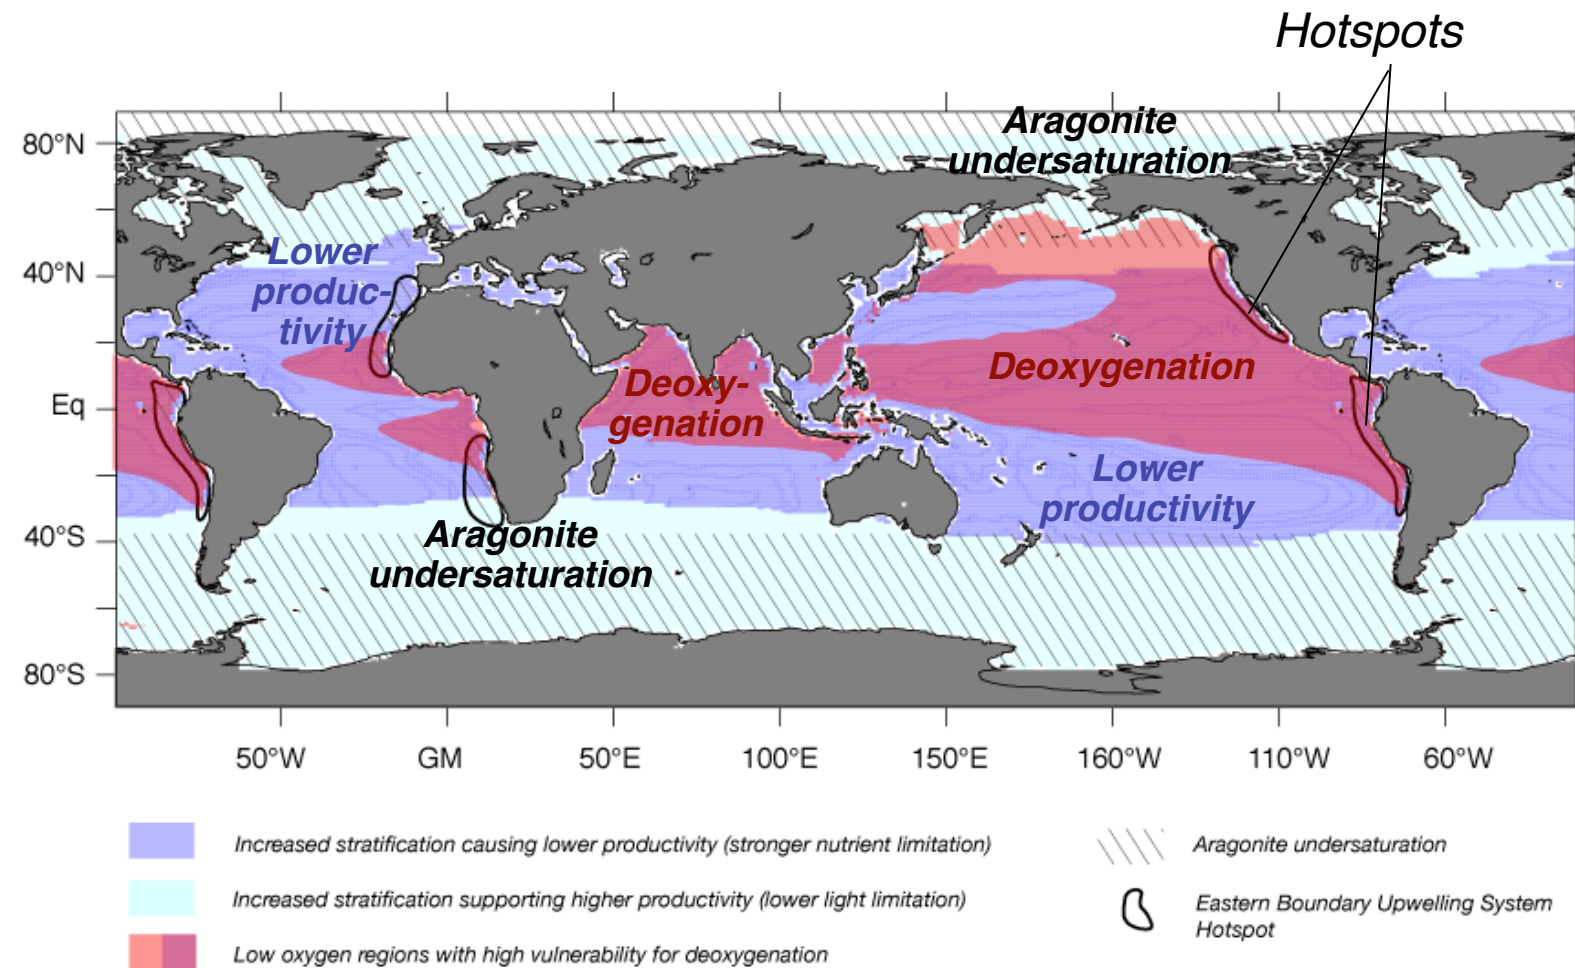 Hotspots
Aragonite
undersaturation
80°N
40°N
Eq
40°S
80°S
Lower
produc-
tivity
Deoxy-
genation
Deoxygenation
Lower
productivity
Aragonite
undersaturation
50°W
GM
50°E
100°E
150°E
160°W
110°W
60°W
Increased stratification causing lower productivity (stronger nutrient limitation)
Increased stratification supporting higher productivity (lower light limitation)
Low oxygen regions with high vulnerability for deoxygenation
Aragonite undersaturation
Eastern Boundary Upwelling System
Hotspot